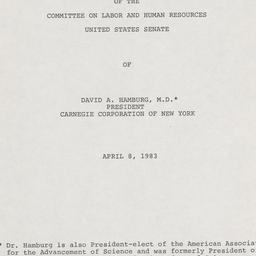 OF THE
COMMITTEE ON LABOR AND HUMAN RESOURCES
UNITED STATES SENATE
OF
DAVID A. HAMBURG, M.D.*
PRESIDENT
CARNEGIE CORPORATION OF NEW YORK
APRIL 8, 1983
* Dr. Hamburg is also President-elect of the American Associa
for the Advancement of Science and was formerly President o